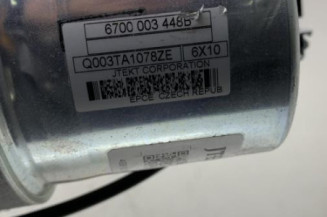 6700 003 448B
Q003TA1078ZE 6X10
JTEKT CORPORATION
EPCE CZECH REPUB